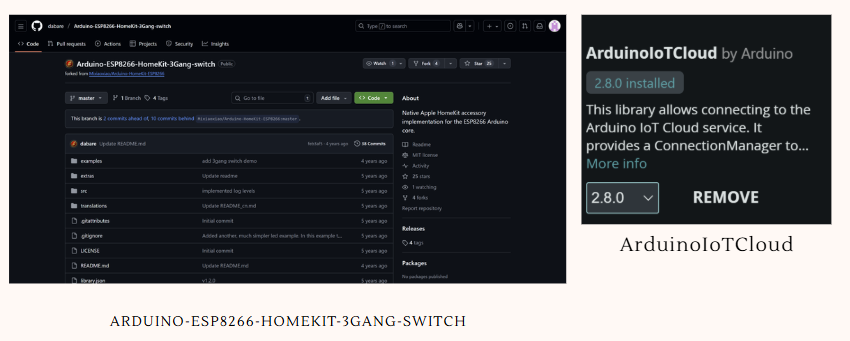 dabare / Arduino-ESP8266-HomeKit-3Gang-switch
Type / to search
Code Pull requests Actions Projects Security Insights
Arduino-ESP8266-HomeKit-3Gang-switch Public
Watch 1 Fork 4 Star 25
forked from Mixiaoxiao/Arduino-HomeKit-ESP8266
master 1 Branch 4 Tags Go to file t Add file Code
This branch is 2 commits ahead of, 16 commits behind Mixiaoxiao/Arduino-HomeKit-ESP8266:master .
dabare Update README.md 4 years ago 58 Commits
examples add 3gang switch demo 4 years ago
extras Update readme 5 years ago
src implemented log levels 5 years ago
translations Update README_cn.md 5 years ago
.gitattributes Initial commit 5 years ago
.gitignore Added another, much simpler led example. In this example t... 5 years ago
LICENSE Initial commit 5 years ago
README.md Update README.md 4 years ago
library.json v1.2.0 5 years ago
About
Native Apple HomeKit accessory
implementation for the ESP8266 Arduino
core.
Readme
MIT license
Activity
25 stars
1 watching
4 forks
Report repository
Releases
4 tags
Packages
No packages published
ARDUINO-ESP8266-HOMEKIT-3GANG-SWITCH
ArduinoIoTCloud by Arduino
2.8.0 installed
This library allows connecting to the
Arduino IoT Cloud service. It
provides a ConnectionManager to...
More info
2.8.0 REMOVE
ArduinoIoTCloud